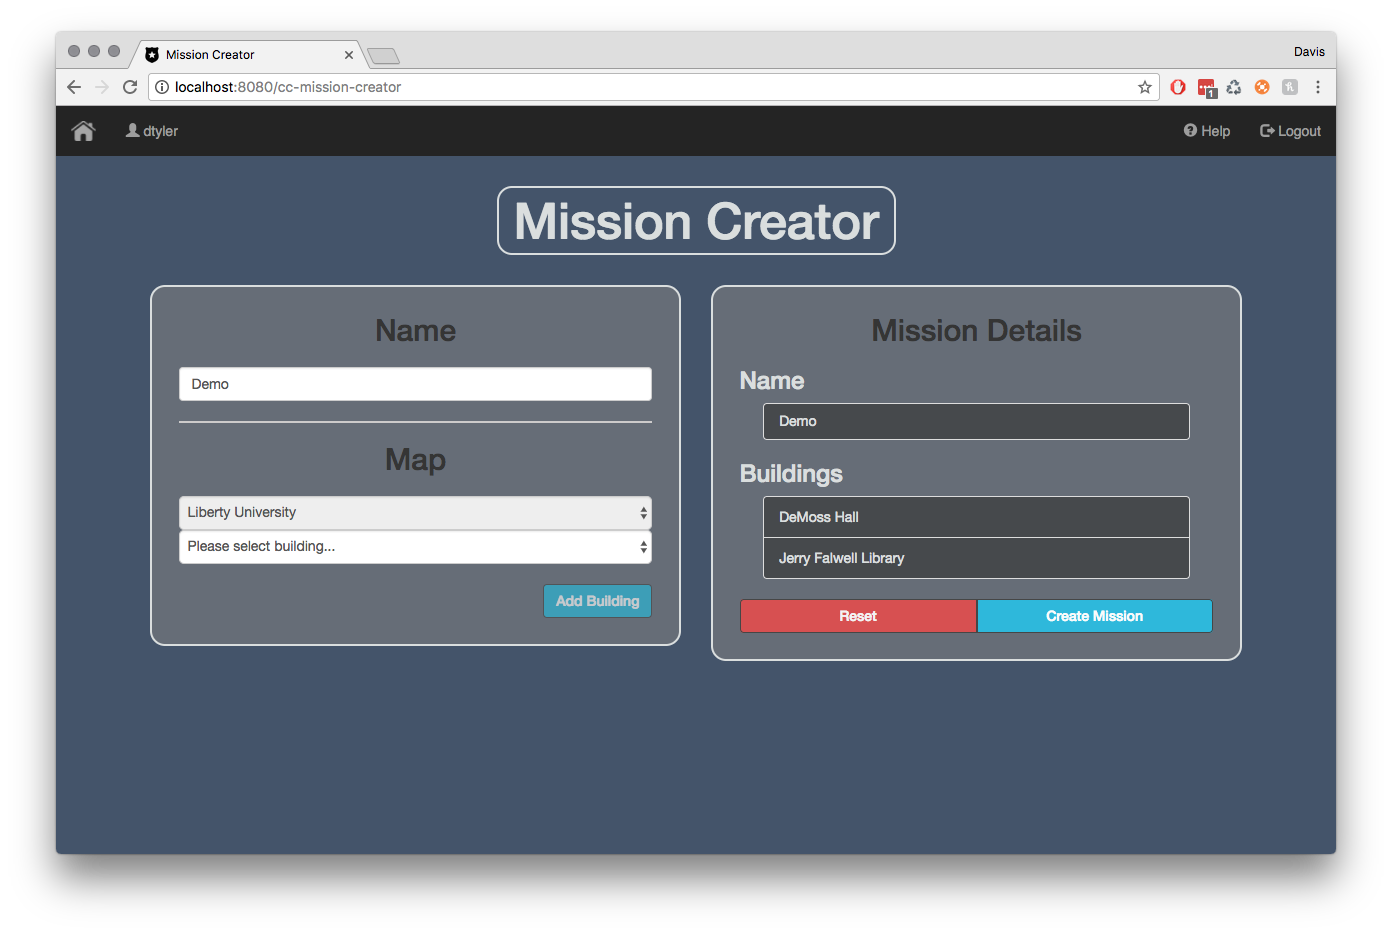 Mission Creator
Davis
localhost:8080/cc-mission-creator
1
dtyler
Help
Logout
Mission Creator
Name
Demo
Map
Liberty University
Please select building...
Add Building
Mission Details
Name
Demo
Buildings
DeMoss Hall
Jerry Falwell Library
Reset
Create Mission